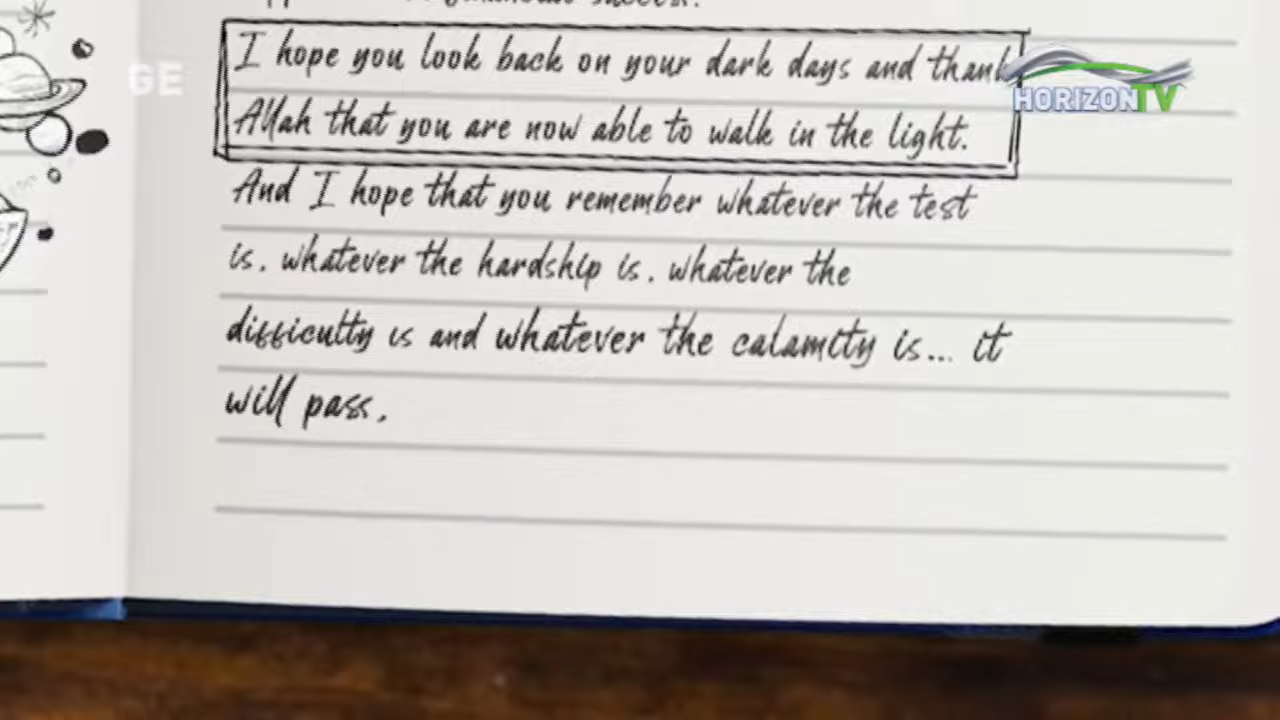 I hope you look back on your dark days and thank
Allah that you are now able to walk in the light.
And I hope that you remember whatever the test
is, whatever the hardship is, whatever the
difficulty is and whatever the calamity is... it
will pass.
GE
HORIZON TV